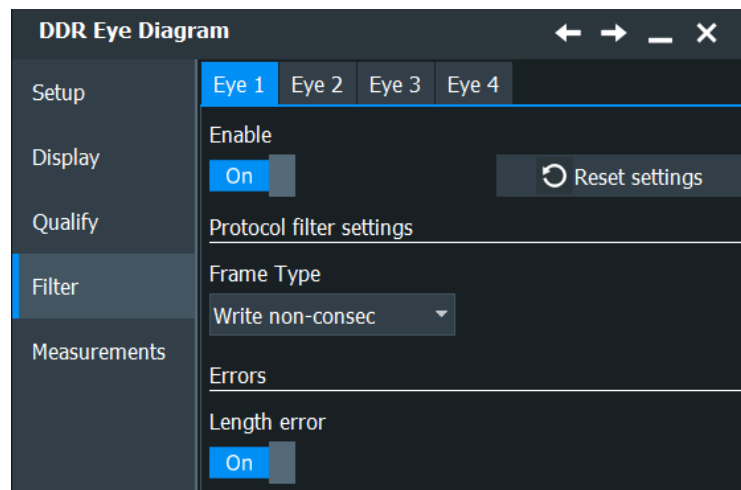 DDR Eye Diagram
Setup
Display
Qualify
Filter
Measurements
Eye 1 Eye 2 Eye 3 Eye 4
Enable
On
Reset settings
Protocol filter settings
Frame Type
Write non-consec
Errors
Length error
On